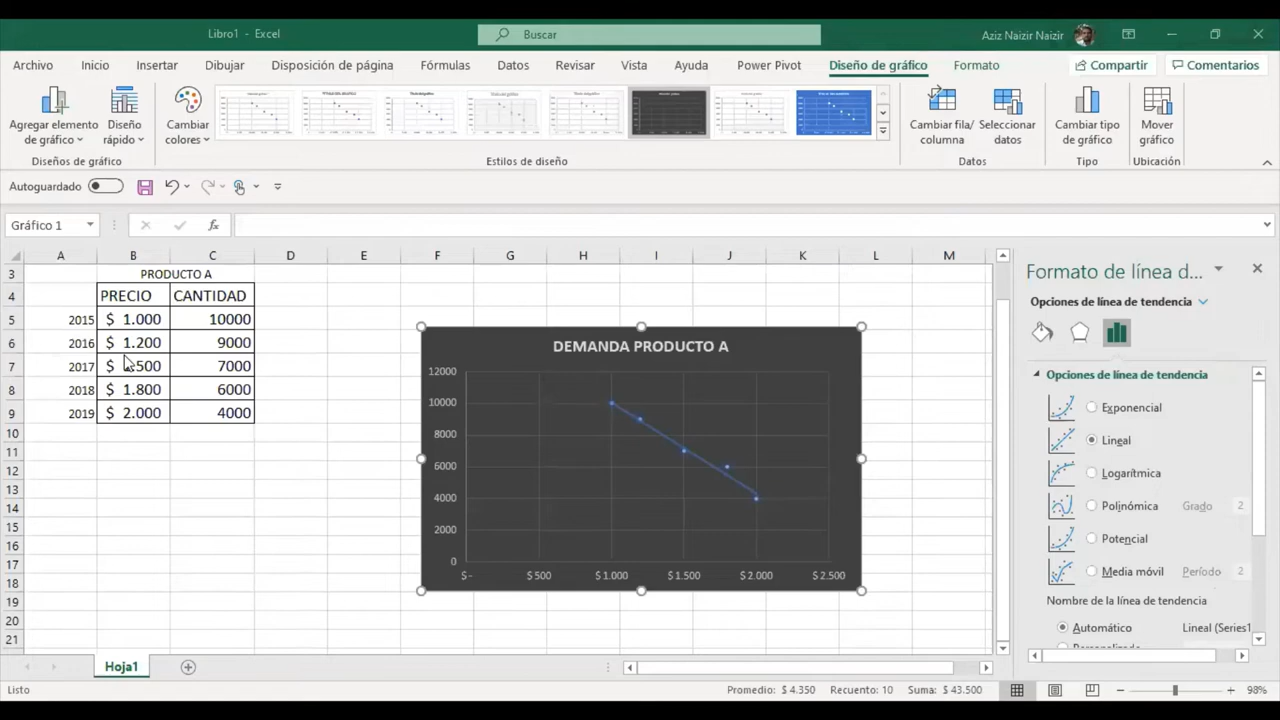 Libro1 - Excel
Buscar
Aziz Naizir Naizir
Archivo Inicio Insertar Dibujar Disposición de página Fórmulas Datos Revisar Vista Ayuda Power Pivot Diseño de gráfico Formato Compartir Comentarios
Agregar elemento de gráfico
Diseño rápido
Cambiar colores
Cambiar fila/ columna
Seleccionar datos
Cambiar tipo de gráfico
Mover gráfico
Diseños de gráfico
Estilos de diseño
Datos
Tipo
Ubicación
Autoguardado
Gráfico 1
fx
A B C D E F G H I J K L M
3 PRODUCTO A
4 PRECIO CANTIDAD
5 2015 $ 1.000 10000
6 2016 $ 1.200 9000
7 2017 $ 500 7000
8 2018 $ 1.800 6000
9 2019 $ 2.000 4000
10
11
12
13
14
15
16
17
18
19
20
21
DEMANDA PRODUCTO A
12000
10000
8000
6000
4000
2000
0
$ - $ 500 $ 1.000 $ 1.500 $ 2.000 $ 2.500
Formato de línea d...
Opciones de línea de tendencia
Opciones de línea de tendencia
Exponencial
Lineal
Logarítmica
Polinómica Grado 2
Potencial
Media móvil Período 2
Nombre de la línea de tendencia
Automático Lineal (Series1
Hoja1
Listo
Promedio: $ 4.350 Recuento: 10 Suma: $ 43.500
98%